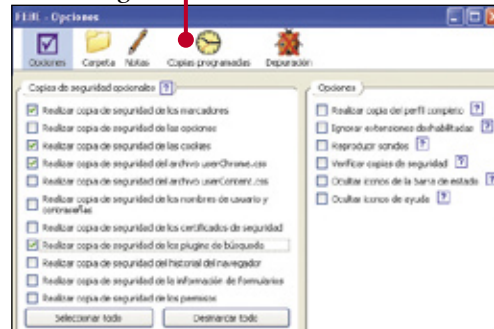 FEBE - Opciones
Opciones Carpeta Notas Copias programadas Depuración
Copias de seguridad opcionales ?
Realizar copia de seguridad de los marcadores
Realizar copia de seguridad de las opciones
Realizar copia de seguridad de las cookies
Realizar copia de seguridad del archivo userChrome.css
Realizar copia de seguridad del archivo userContent.css
Realizar copia de seguridad de los nombres de usuario y
contraseñas
Realizar copia de seguridad de los certificados de seguridad
Realizar copia de seguridad de los plugins de búsqueda
Realizar copia de seguridad del historial del navegador
Realizar copia de seguridad de la información de formularios
Realizar copia de seguridad de los permisos
Seleccionar todo Desmarcar todo
Opciones
Realizar copia del perfil completo ?
Ignorar extensiones deshabilitadas ?
Reproducir sonidos ?
Verificar copias de seguridad ?
Ocultar iconos de la barra de estado ?
Ocultar iconos de ayuda ?